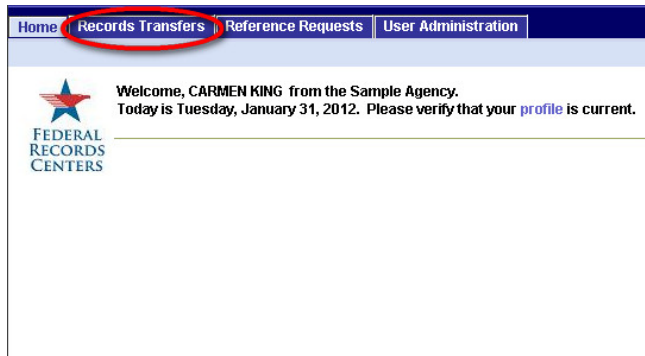 Home Records Transfers Reference Requests User Administration
Welcome, CARMEN KING from the Sample Agency.
Today is Tuesday, January 31, 2012. Please verify that your profile is current.
FEDERAL
RECORDS
CENTERS